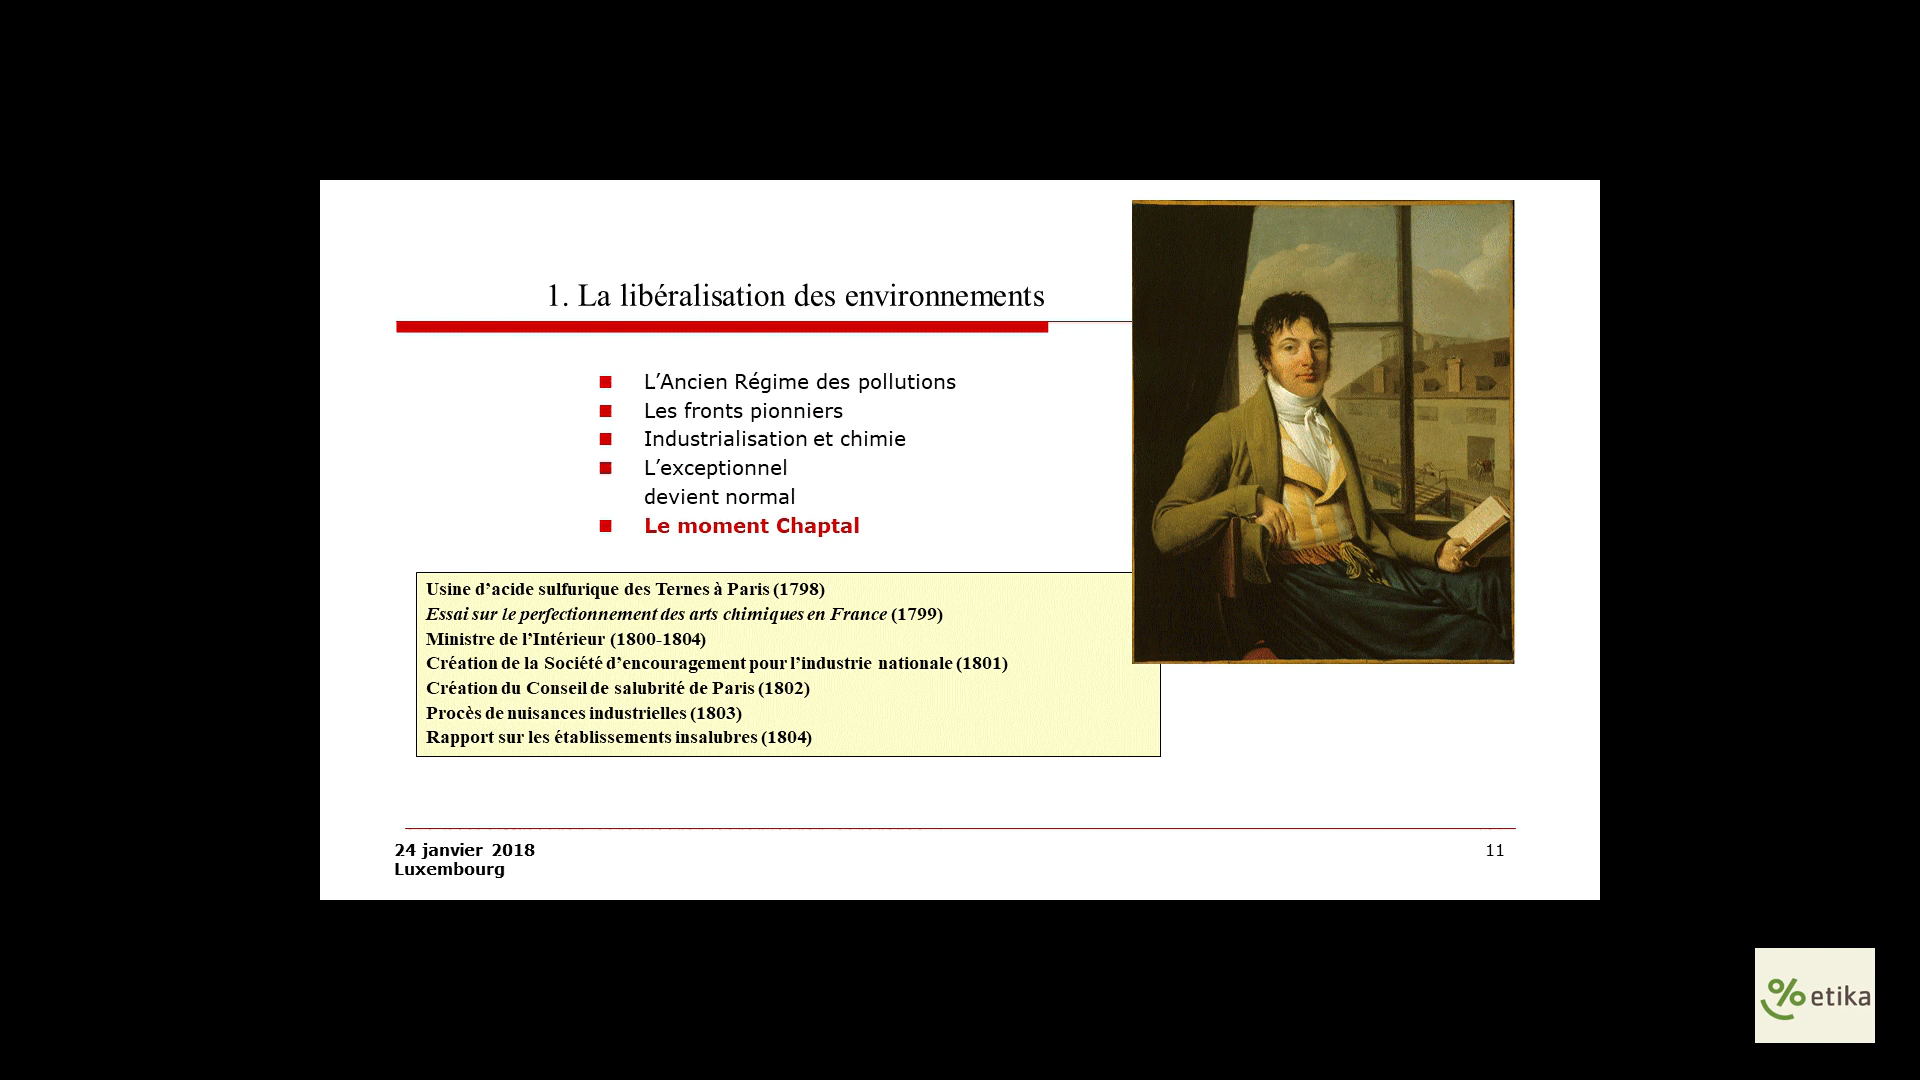 1. La libéralisation des environnements
L’Ancien Régime des pollutions
Les fronts pionniers
Industrialisation et chimie
L’exceptionnel
devient normal
Le moment Chaptal
Usine d’acide sulfurique des Ternes à Paris (1798)
Essai sur le perfectionnement des arts chimiques en France (1799)
Ministre de l’Intérieur (1800-1804)
Création de la Société d’encouragement pour l’industrie nationale (1801)
Création du Conseil de salubrité de Paris (1802)
Procès de nuisances industrielles (1803)
Rapport sur les établissements insalubres (1804)
24 janvier 2018
Luxembourg
11
% etika